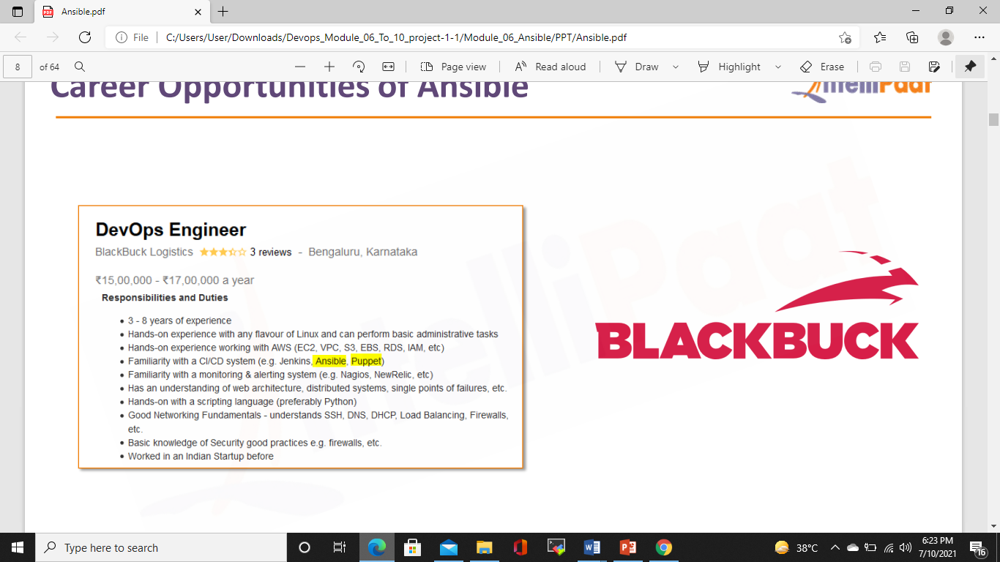 Ansible.pdf
File C:/Users/User/Downloads/Devops_Module_06_To_10_project-1-1/Module_06_Ansible/PPT/Ansible.pdf
8 of 64 Page view Read aloud Draw Highlight Erase
Career Opportunities of Ansible
IntelliPaat
DevOps Engineer
BlackBuck Logistics 3 reviews - Bengaluru, Karnataka
₹15,00,000 - ₹17,00,000 a year
Responsibilities and Duties
• 3 - 8 years of experience
• Hands-on experience with any flavour of Linux and can perform basic administrative tasks
• Hands-on experience working with AWS (EC2, VPC, S3, EBS, RDS, IAM, etc)
• Familiarity with a CI/CD system (e.g. Jenkins, Ansible, Puppet)
• Familiarity with a monitoring & alerting system (e.g. Nagios, NewRelic, etc)
• Has an understanding of web architecture, distributed systems, single points of failures, etc.
• Hands-on with a scripting language (preferably Python)
• Good Networking Fundamentals - understands SSH, DNS, DHCP, Load Balancing, Firewalls,
etc.
• Basic knowledge of Security good practices e.g. firewalls, etc.
• Worked in an Indian Startup before
BLACKBUCK
Type here to search
38°C
6:23 PM
7/10/2021
16